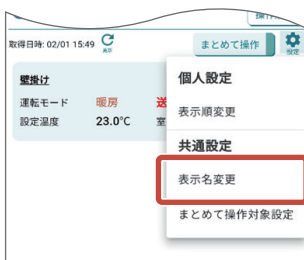 取得日時: 02/01 15:49
表示
まとめて操作
設定
壁掛け
運転モード 暖房
設定温度 23.0°C 室
個人設定
表示順変更
共通設定
表示名変更
まとめて操作対象設定